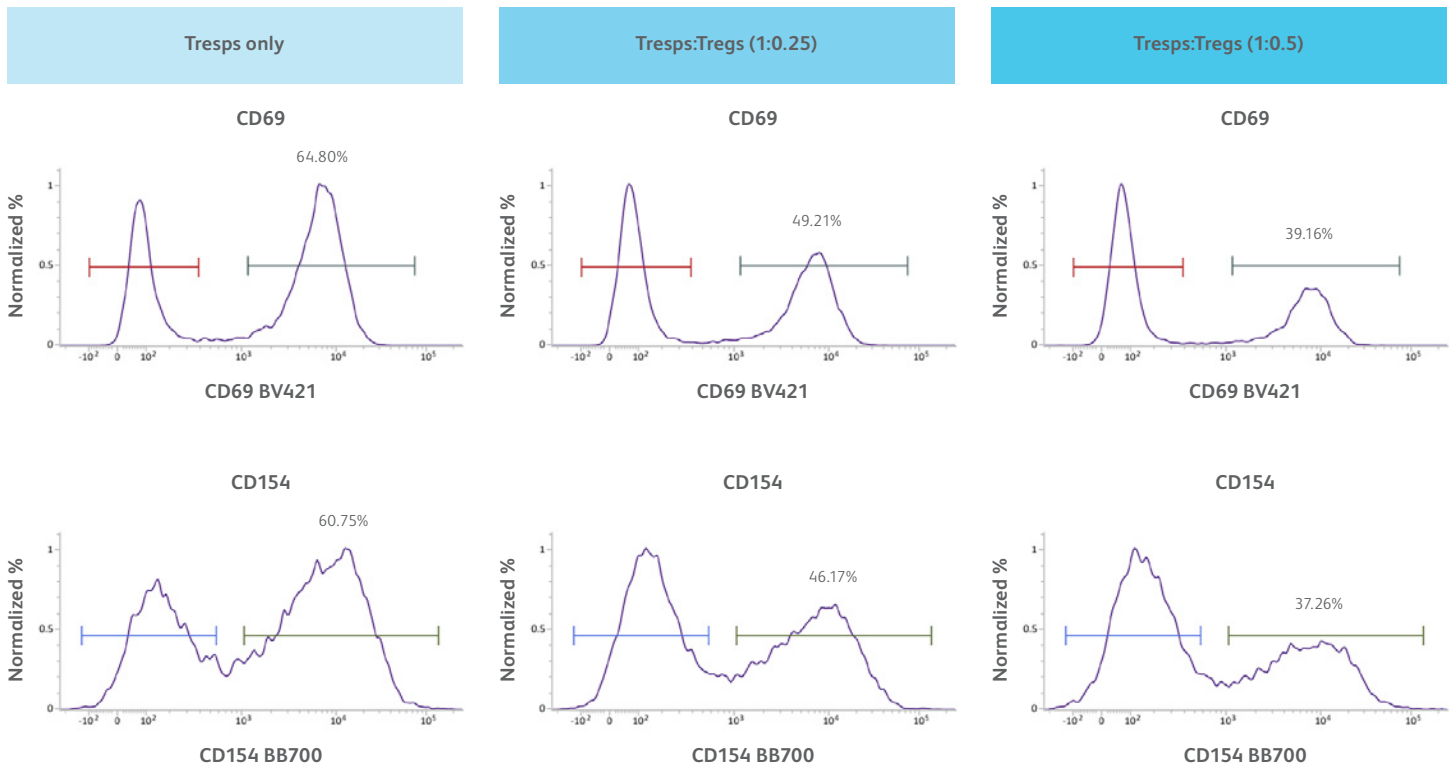 Tresps only
Tresps:Tregs (1:0.25)
Tresps:Tregs (1:0.5)
CD69
CD69
CD69
64.80%
49.21%
39.16%
Normalized %
1
0.5
0
-10²
0
10²
10³
10⁴
10⁵
CD69 BV421
Normalized %
1
0.5
0
-10²
0
10²
10³
10⁴
10⁵
CD69 BV421
Normalized %
1
0.5
0
-10²
0
10²
10³
10⁴
10⁵
CD69 BV421
CD154
CD154
CD154
60.75%
46.17%
37.26%
Normalized %
1
0.5
0
-10²
0
10²
10³
10⁴
10⁵
CD154 BB700
Normalized %
1
0.5
0
-10²
0
10²
10³
10⁴
10⁵
CD154 BB700
Normalized %
1
0.5
0
-10²
0
10²
10³
10⁴
10⁵
CD154 BB700